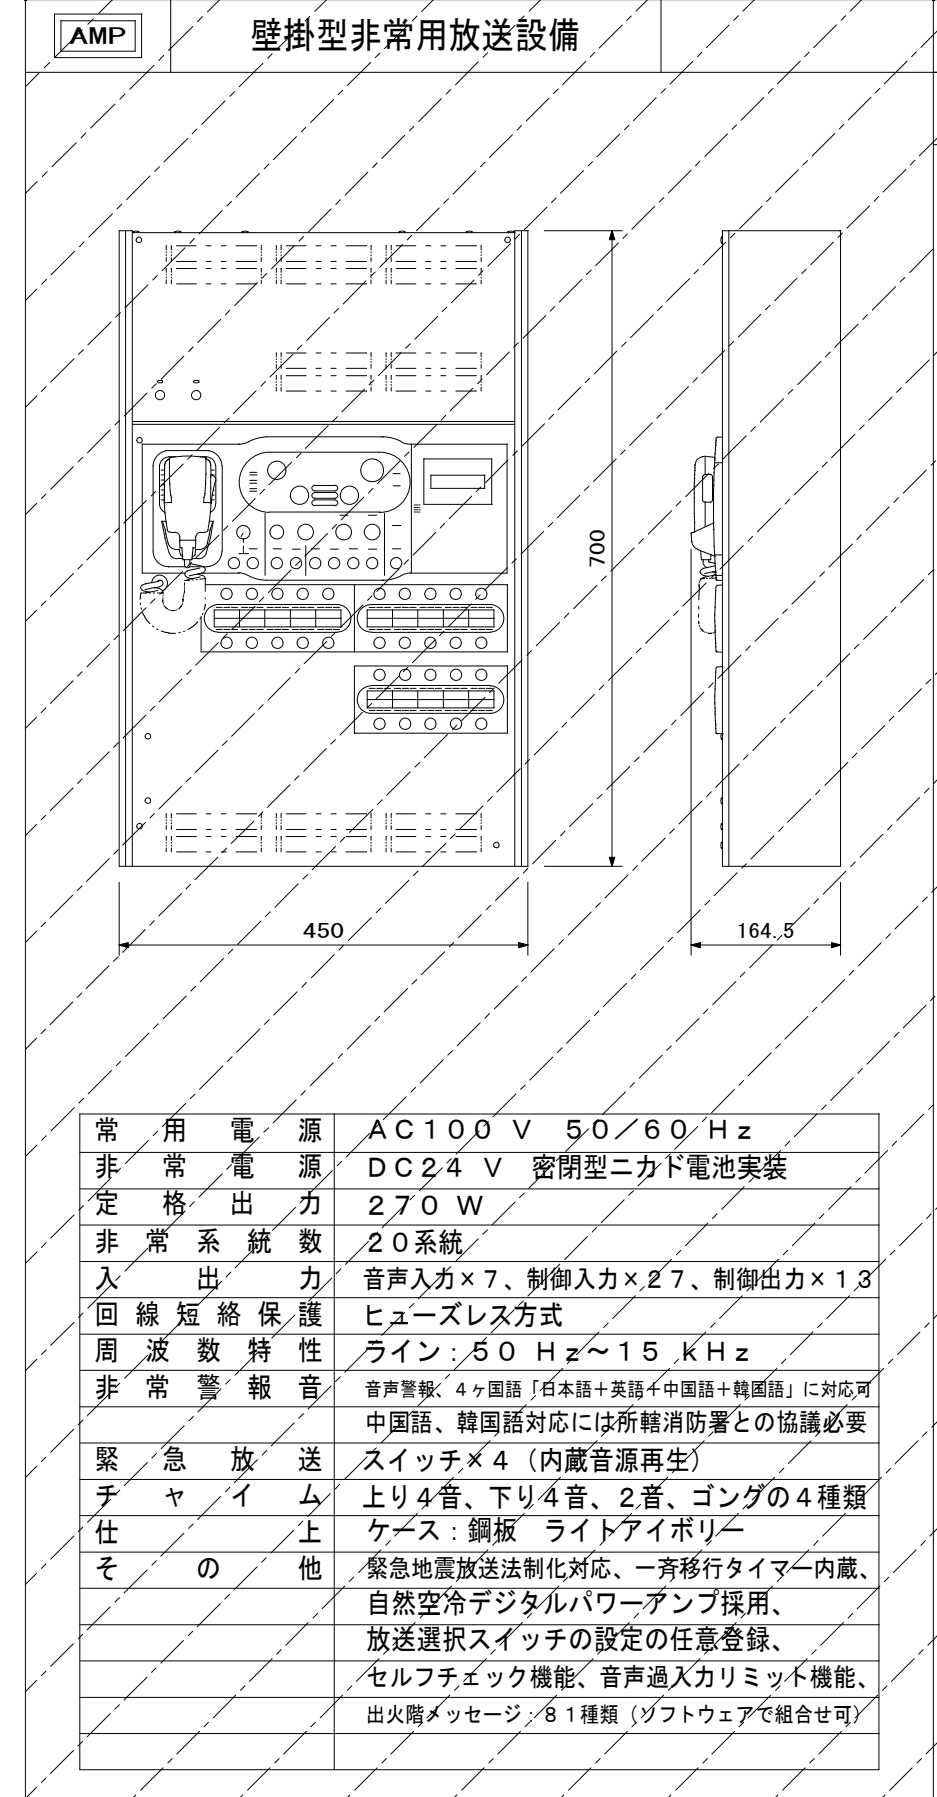 AMP 壁掛型非常用放送設備
700
450
164.5
常用電源 AC100 V 50/60 Hz
非常電源 DC24 V 密閉型ニカド電池実装
定格出力 270 W
非常系統数 20系統
入出力 音声入力×7、制御入力×27、制御出力×13
回線短絡保護 ヒューズレス方式
周波数特性 ライン:50 Hz〜15 kHz
非常警報音 音声警報、4ヶ国語「日本語+英語+中国語+韓国語」に対応可
中国語、韓国語対応には所轄消防署との協議必要
緊急放送 スイッチ×4(内蔵音源再生)
チャイム 上り4音、下り4音、2音、ゴングの4種類
仕上 ケース:鋼板 ライトアイボリー
その他 緊急地震放送法制化対応、一斉移行タイマー内蔵、
自然空冷デジタルパワーアンプ採用、
放送選択スイッチの設定の任意登録、
セルフチェック機能、音声過入力リミット機能、
出火階メッセージ:81種類(ソフトウェアで組合せ可)